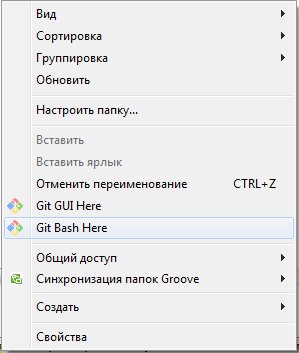 Вид
Сортировка
Группировка
Обновить
Настроить папку...
Вставить
Вставить ярлык
Отменить переименование CTRL+Z
Git GUI Here
Git Bash Here
Общий доступ
Синхронизация папок Groove
Создать
Свойства